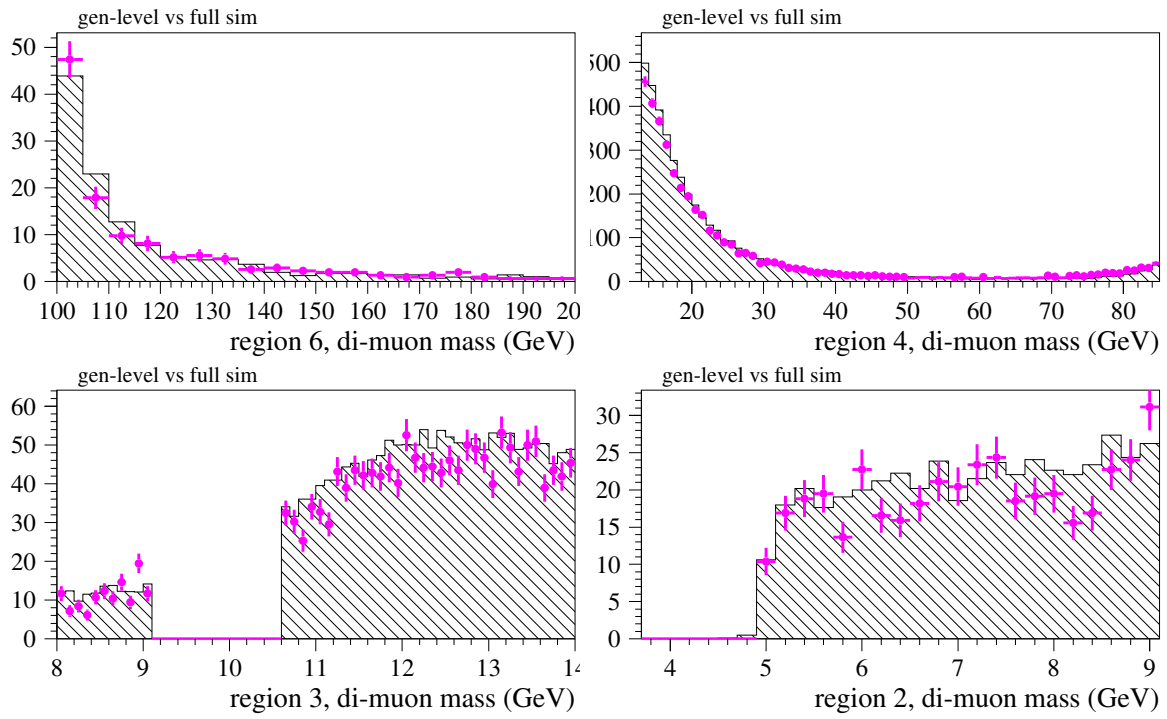 gen-level vs full sim
50
40
30
20
10
0
100 110 120 130 140 150 160 170 180 190 200
region 6, di-muon mass (GeV)
gen-level vs full sim
500
400
300
200
100
0
20 30 40 50 60 70 80
region 4, di-muon mass (GeV)
gen-level vs full sim
60
50
40
30
20
10
0
8 9 10 11 12 13 14
region 3, di-muon mass (GeV)
gen-level vs full sim
30
25
20
15
10
5
0
4 5 6 7 8 9
region 2, di-muon mass (GeV)